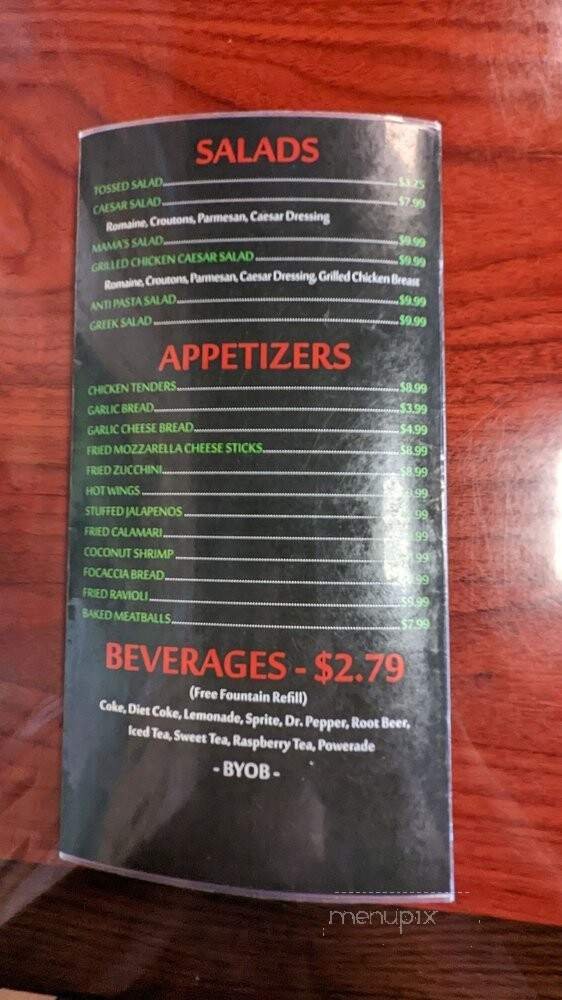 SALADS
TOSSED SALAD $3.25
CAESAR SALAD $7.99
Romaine, Croutons, Parmesan, Caesar Dressing
MAMA'S SALAD $9.99
GRILLED CHICKEN CAESAR SALAD $9.99
Romaine, Croutons, Parmesan, Caesar Dressing, Grilled Chicken Breast
ANTI PASTA SALAD $9.99
GREEK SALAD $9.99
APPETIZERS
CHICKEN TENDERS $8.99
GARLIC BREAD $3.99
GARLIC CHEESE BREAD $4.99
FRIED MOZZARELLA CHEESE STICKS $8.99
FRIED ZUCCHINI $8.99
HOT WINGS
STUFFED JALAPENOS
FRIED CALAMARI
COCONUT SHRIMP
FOCACCIA BREAD
FRIED RAVIOLI $9.99
BAKED MEATBALLS $7.99
BEVERAGES - $2.79
(Free Fountain Refill)
Coke, Diet Coke, Lemonade, Sprite, Dr. Pepper, Root Beer,
Iced Tea, Sweet Tea, Raspberry Tea, Powerade
- BYOB -
menupix